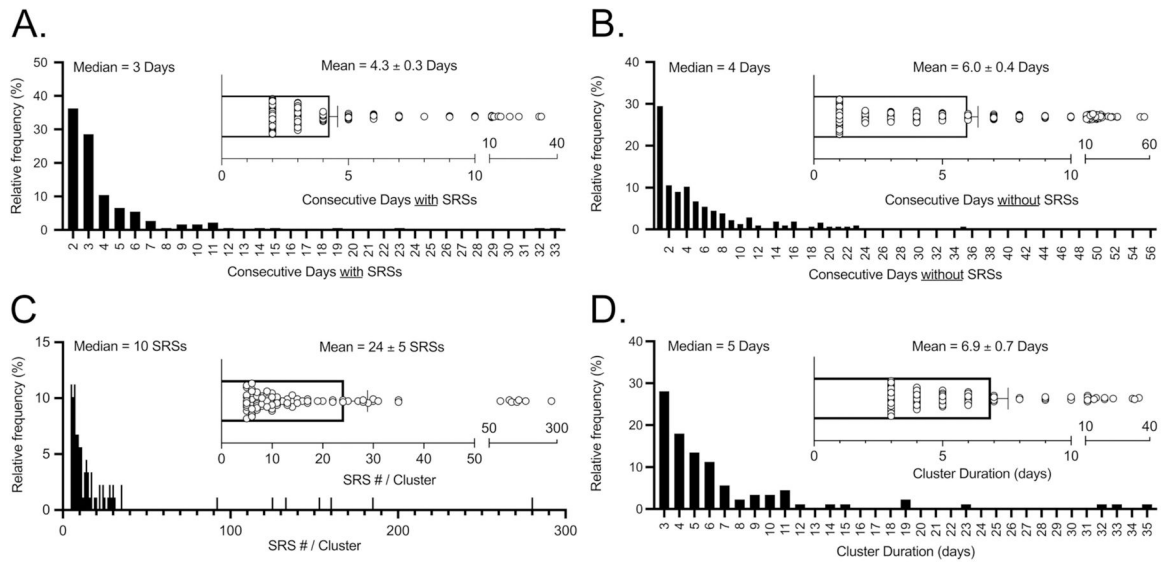 A.
Median = 3 Days
Mean = 4.3 ± 0.3 Days
Relative frequency (%)
50
40
30
20
10
0
0 5 10 10 40
Consecutive Days with SRSs
2 3 4 5 6 7 8 9 10 11 12 13 14 15 16 17 18 19 20 21 22 23 24 25 26 27 28 29 30 31 32 33
Consecutive Days with SRSs
B.
Median = 4 Days
Mean = 6.0 ± 0.4 Days
Relative frequency (%)
40
30
20
10
0
0 5 10 10 60
Consecutive Days without SRSs
2 4 6 8 10 12 14 16 18 20 22 24 26 28 30 32 34 36 38 40 42 44 46 48 50 52 54 56
Consecutive Days without SRSs
C
Median = 10 SRSs
Mean = 24 ± 5 SRSs
Relative frequency (%)
15
10
5
0
0 10 20 30 40 50 50 300
SRS # / Cluster
0 100 200 300
SRS # / Cluster
D.
Median = 5 Days
Mean = 6.9 ± 0.7 Days
Relative frequency (%)
40
30
20
10
0
0 5 10 10 40
Cluster Duration (days)
3 4 5 6 7 8 9 10 11 12 13 14 15 16 17 18 19 20 21 22 23 24 25 26 27 28 29 30 31 32 33 34 35
Cluster Duration (days)